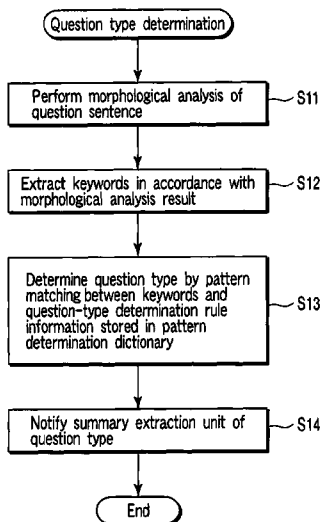 Question type determination
Perform morphological analysis of
question sentence
S11
Extract keywords in accordance with
morphological analysis result
S12
Determine question type by pattern
matching between keywords and
question-type determination rule
information stored in pattern
determination dictionary
S13
Notify summary extraction unit of
question type
S14
End